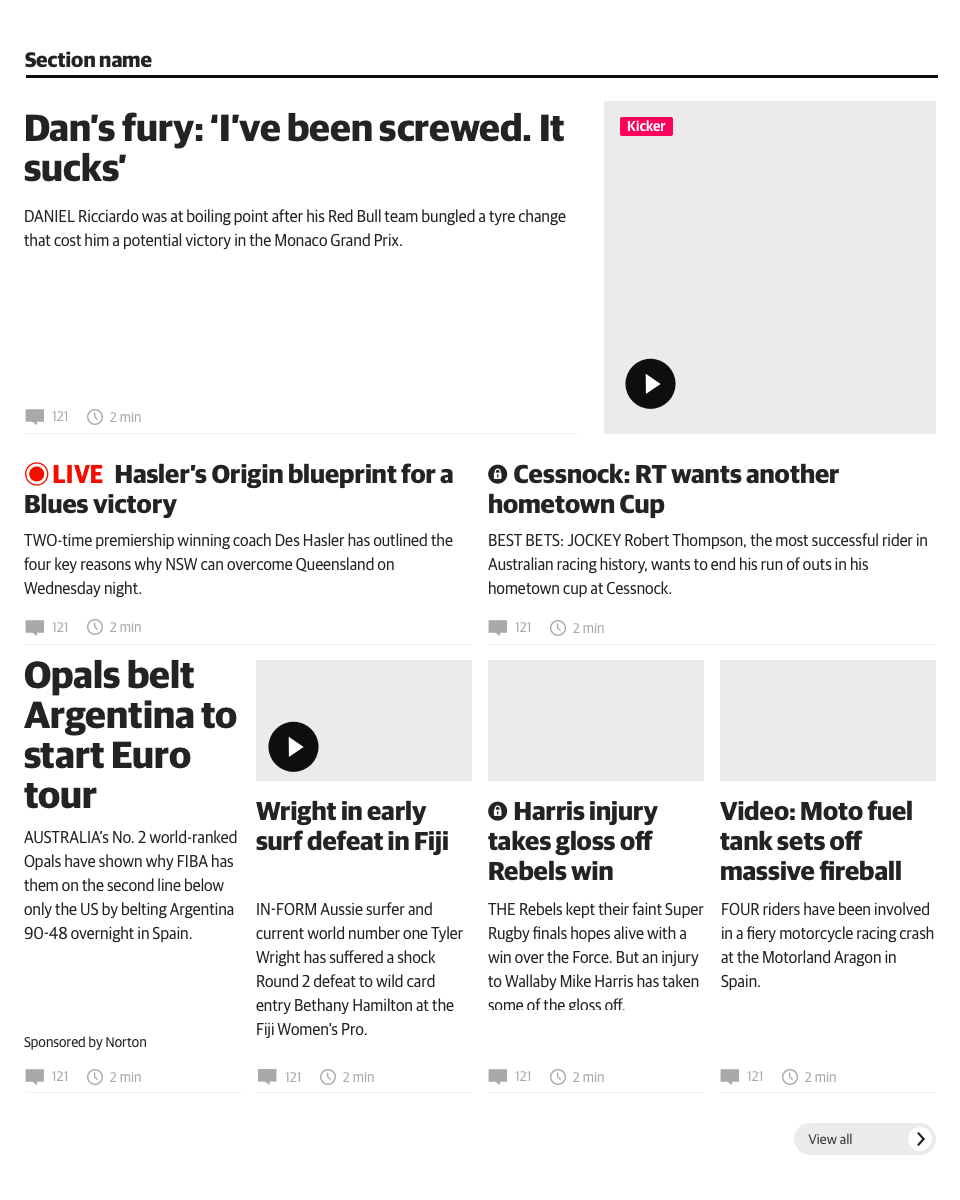 Section name
Dan's fury: ‘I've been screwed. It
sucks’
Kicker
DANIEL Ricciardo was at boiling point after his Red Bull team bungled a tyre change
that cost him a potential victory in the Monaco Grand Prix.
121 2 min
LIVE Hasler's Origin blueprint for a
Blues victory
TWO-time premiership winning coach Des Hasler has outlined the
four key reasons why NSW can overcome Queensland on
Wednesday night.
121 2 min
Cessnock: RT wants another
hometown Cup
BEST BETS: JOCKEY Robert Thompson, the most successful rider in
Australian racing history, wants to end his run of outs in his
hometown cup at Cessnock.
121 2 min
Opals belt
Argentina to
start Euro
tour
AUSTRALIA's No. 2 world-ranked
Opals have shown why FIBA has
them on the second line below
only the US by belting Argentina
90-48 overnight in Spain.
Sponsored by Norton
121 2 min
Wright in early
surf defeat in Fiji
IN-FORM Aussie surfer and
current world number one Tyler
Wright has suffered a shock
Round 2 defeat to wild card
entry Bethany Hamilton at the
Fiji Women's Pro.
121 2 min
Harris injury
takes gloss off
Rebels win
THE Rebels kept their faint Super
Rugby finals hopes alive with a
win over the Force. But an injury
to Wallaby Mike Harris has taken
some of the gloss off.
121 2 min
Video: Moto fuel
tank sets off
massive fireball
FOUR riders have been involved
in a fiery motorcycle racing crash
at the Motorland Aragon in
Spain.
121 2 min
View all